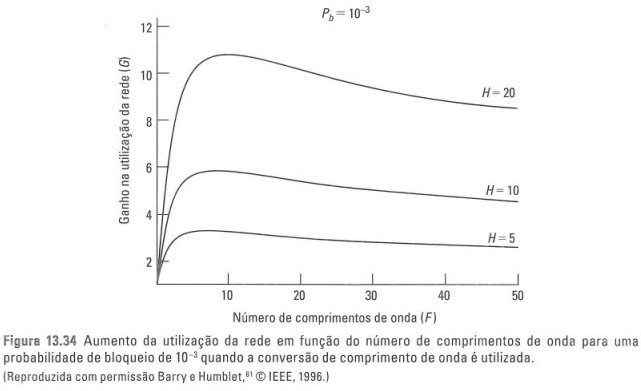 P_b = 10⁻³
12
10
8
6
4
2
Ganho na utilização da rede (G)
H = 20
H = 10
H = 5
10
20
30
40
50
Número de comprimentos de onda (F)
Figura 13.34 Aumento da utilização da rede em função do número de comprimentos de onda para uma
probabilidade de bloqueio de 10⁻³ quando a conversão de comprimento de onda é utilizada.
(Reproduzida com permissão Barry e Humblet,⁶¹ © IEEE, 1996.)